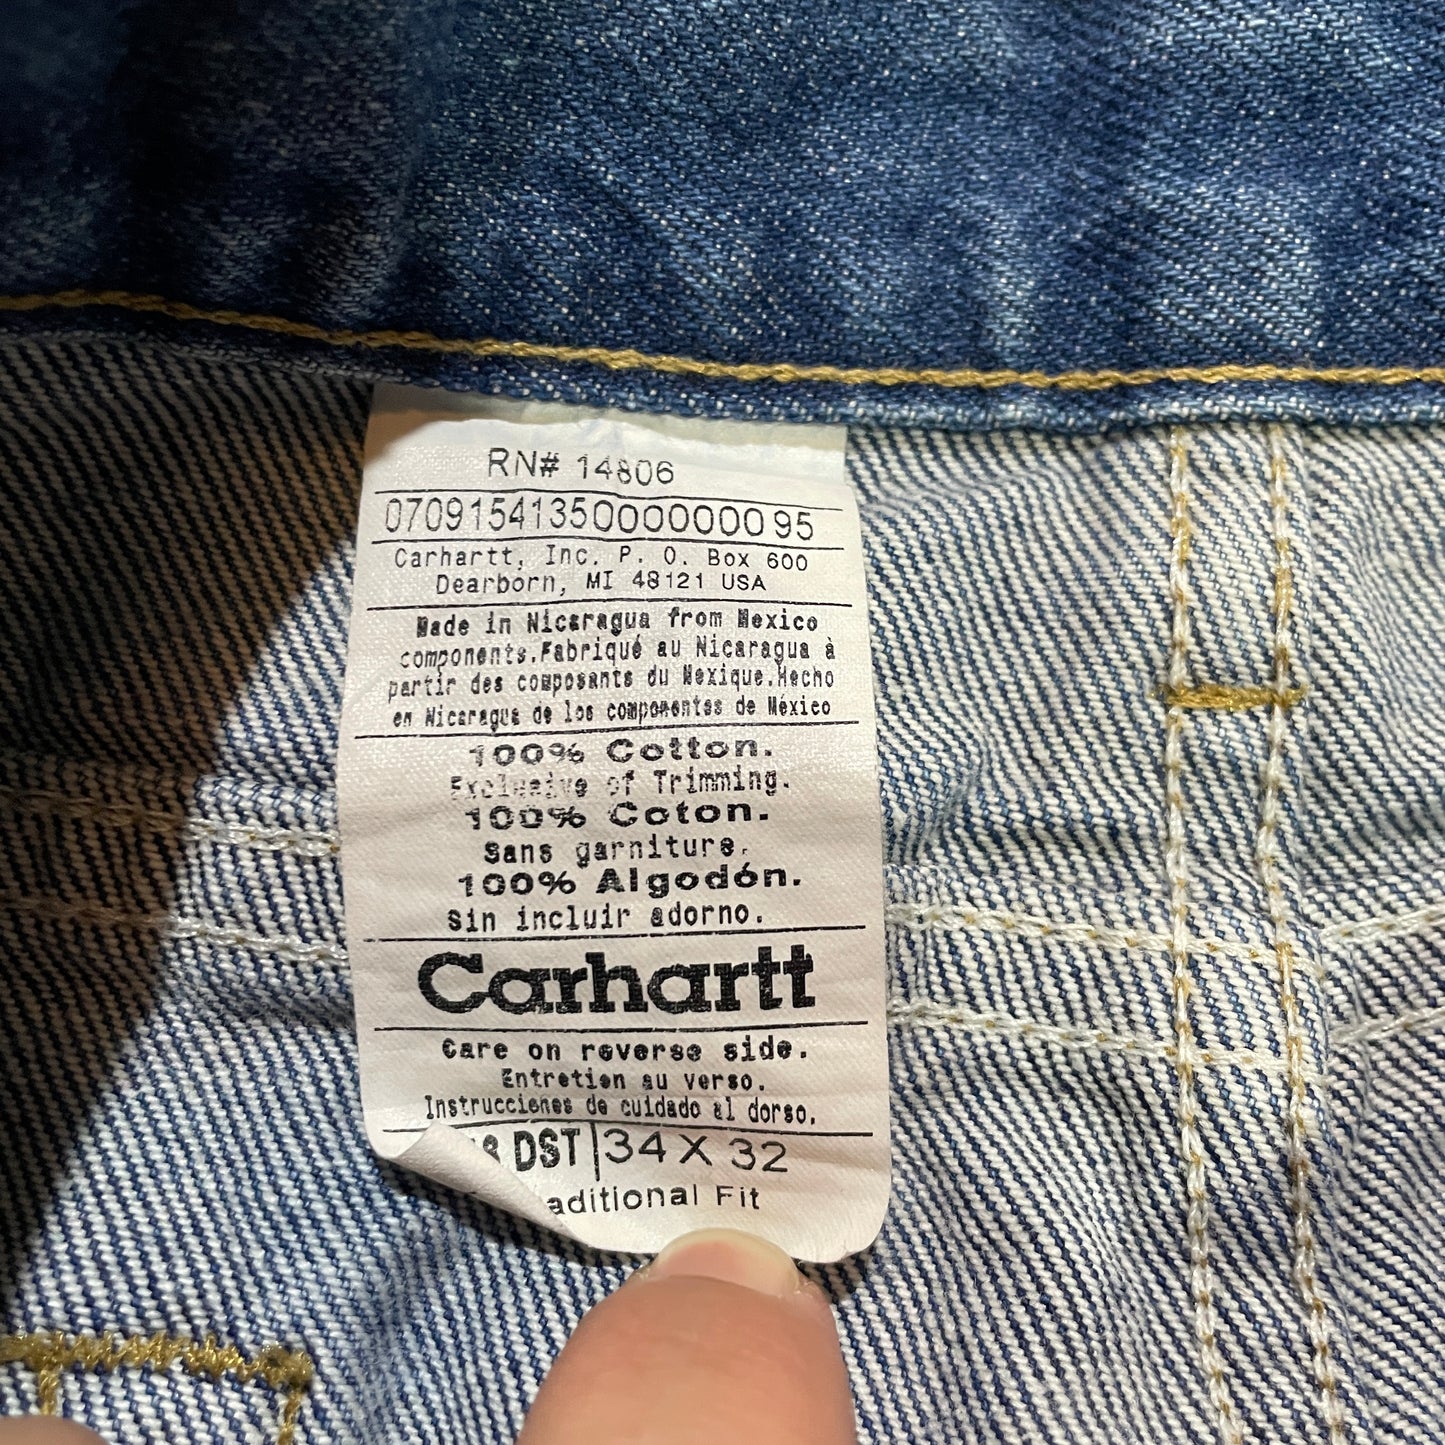 RN# 14806
07091541350000000095
Carhartt, Inc. P. O. Box 600
Dearborn, MI 48121 USA
Made in Nicaragua from Mexico
components.Fabriqué au Nicaragua à
partir des composants du Mexique.Hecho
en Nicaragua de los componentes de México
100% Cotton.
Exclusive of Trimming.
100% Coton.
Sans garniture.
100% Algodón.
Sin incluir adorno.
Carhartt
Care on reverse side.
Entretien au verso.
Instrucciones de cuidado al dorso.
DST 34 X 32
aditional Fit